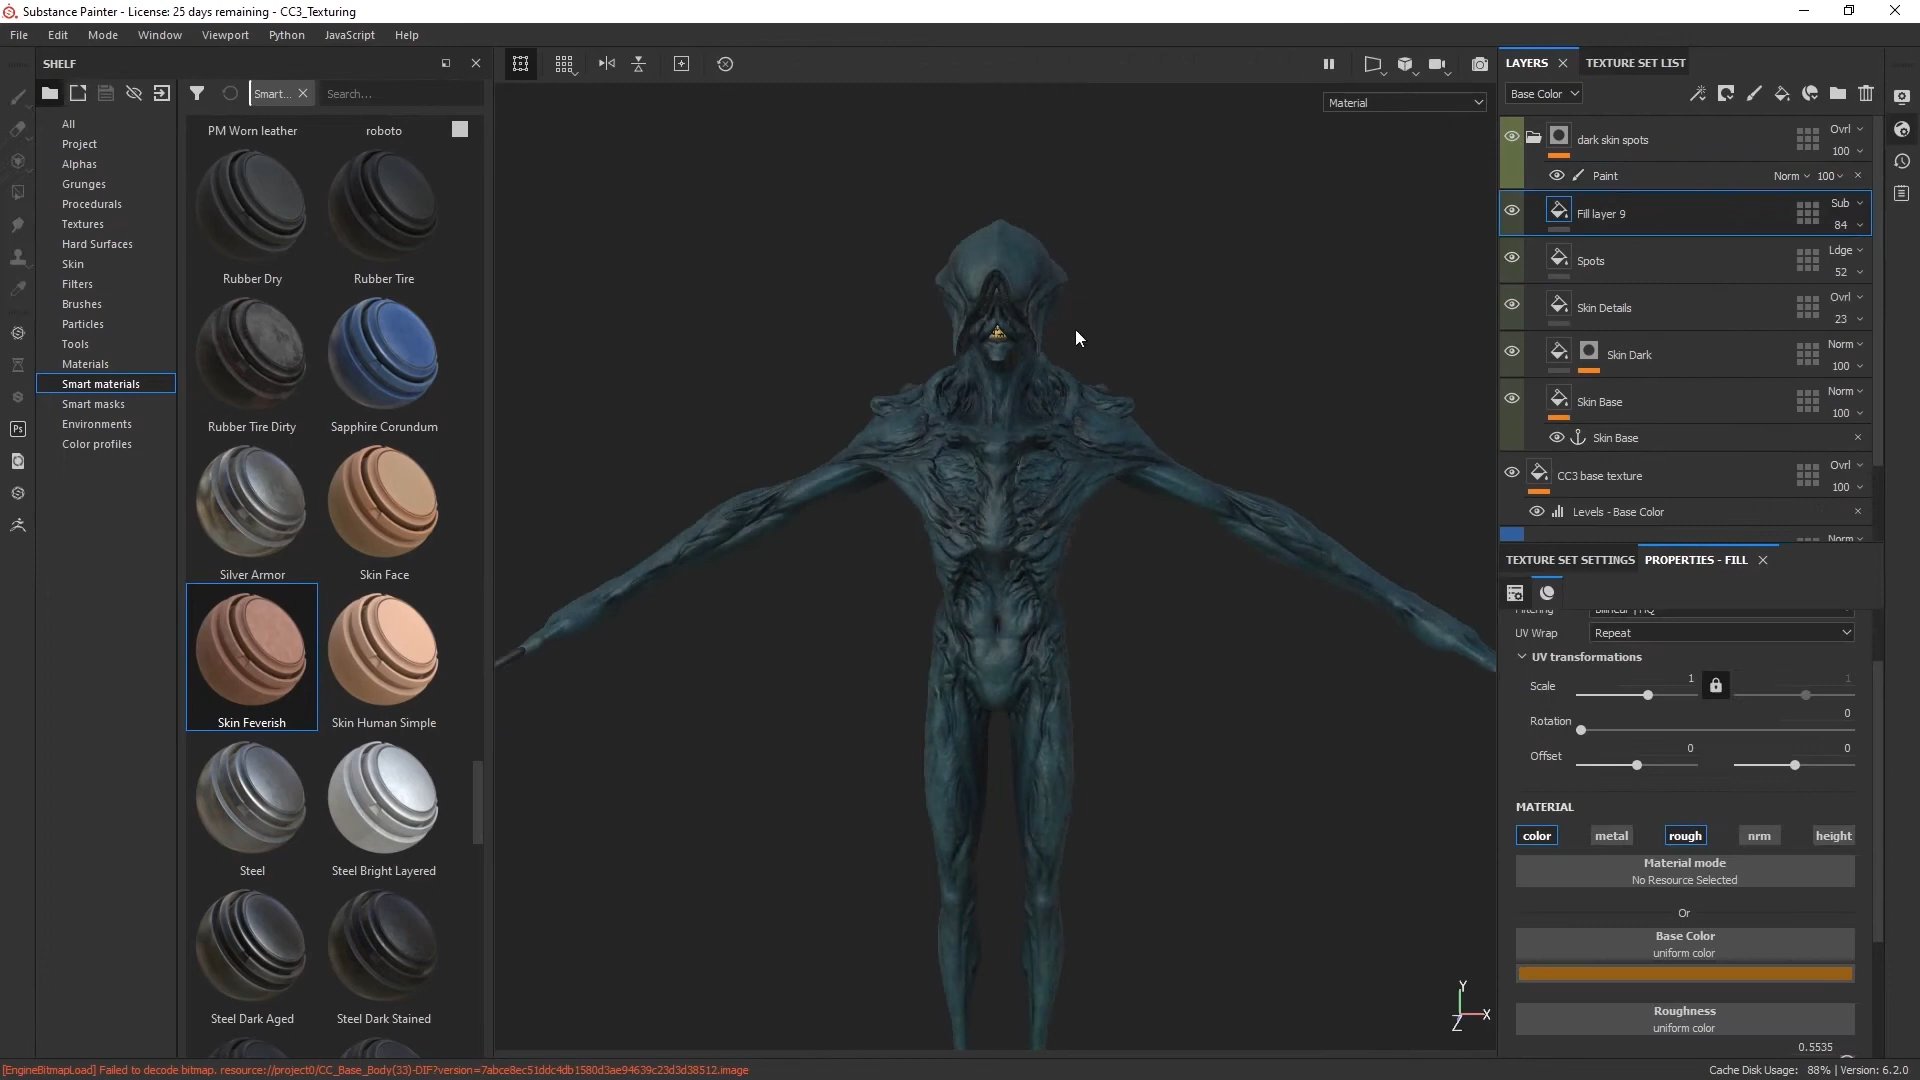 Substance Painter - License: 25 days remaining - CC3_Texturing
File Edit Mode Window Viewport Python JavaScript Help
SHELF
Smart... Search...
All
Project
Alphas
Grunges
Procedurals
Textures
Hard Surfaces
Skin
Filters
Brushes
Particles
Tools
Materials
Smart materials
Smart masks
Environments
Color profiles
Ps
PM Worn leather roboto
Rubber Dry Rubber Tire
Rubber Tire Dirty Sapphire Corundum
Silver Armor Skin Face
Skin Feverish Skin Human Simple
Steel Steel Bright Layered
Steel Dark Aged Steel Dark Stained
Material
Y
X
Z
LAYERS TEXTURE SET LIST
Base Color
dark skin spots Ovrl
100
Paint Norm 100
Fill layer 9 Sub
84
Spots Ldge
52
Skin Details Ovrl
23
Skin Dark Norm
100
Skin Base Norm
100
Skin Base
CC3 base texture Ovrl
100
Levels - Base Color
Norm
TEXTURE SET SETTINGS PROPERTIES - FILL
Filtering Bilinear | HQ
UV Wrap Repeat
UV transformations
Scale 1 1
Rotation 0
Offset 0 0
MATERIAL
color metal rough nrm height
Material mode
No Resource Selected
Or
Base Color
uniform color
Roughness
uniform color
0.5535
[EngineBitmapLoad] Failed to decode bitmap. resource://project0/CC_Base_Body(33)-DIF?version=7abce8ec51ddc4db1580d3ae94639c23d3d38512.image
Cache Disk Usage: 88% | Version: 6.2.0